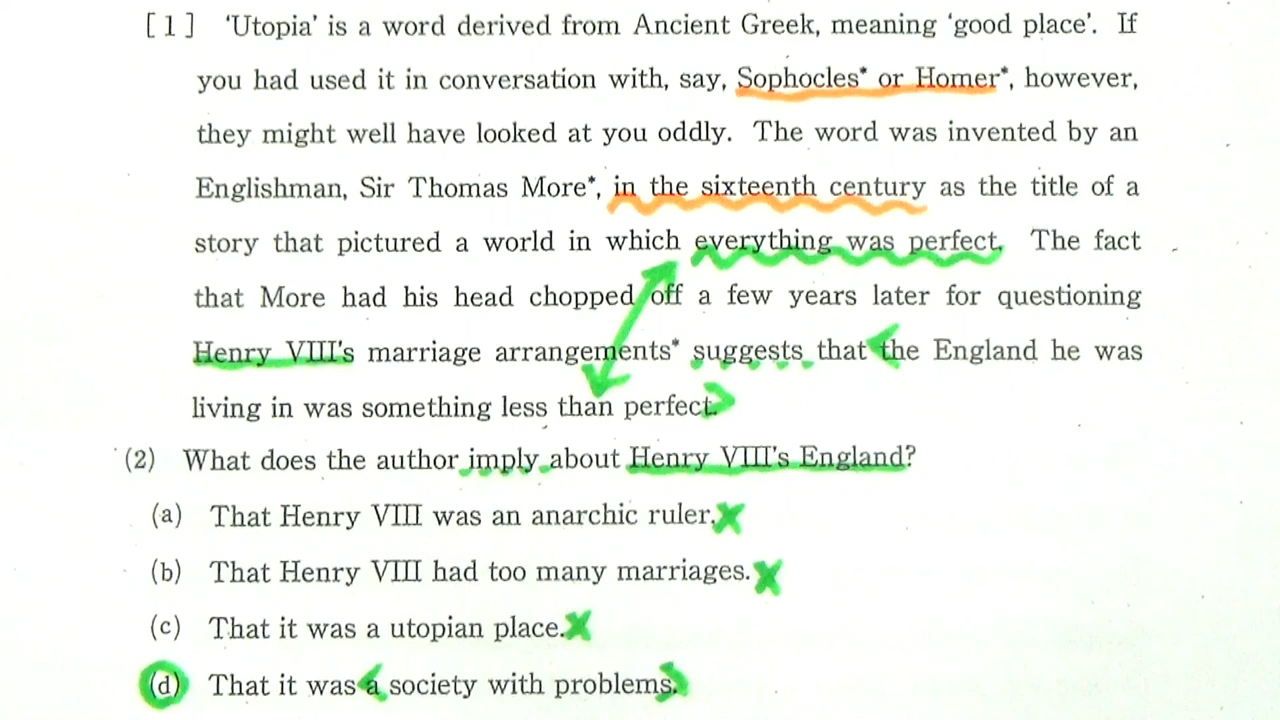 [1] ‘Utopia’ is a word derived from Ancient Greek, meaning ‘good place’. If
you had used it in conversation with, say, Sophocles* or Homer*, however,
they might well have looked at you oddly. The word was invented by an
Englishman, Sir Thomas More*, in the sixteenth century as the title of a
story that pictured a world in which everything was perfect. The fact
that More had his head chopped off a few years later for questioning
Henry VIII's marriage arrangements* suggests that the England he was
living in was something less than perfect.
(2) What does the author imply about Henry VIII's England?
(a) That Henry VIII was an anarchic ruler.
(b) That Henry VIII had too many marriages.
(c) That it was a utopian place.
(d) That it was a society with problems.